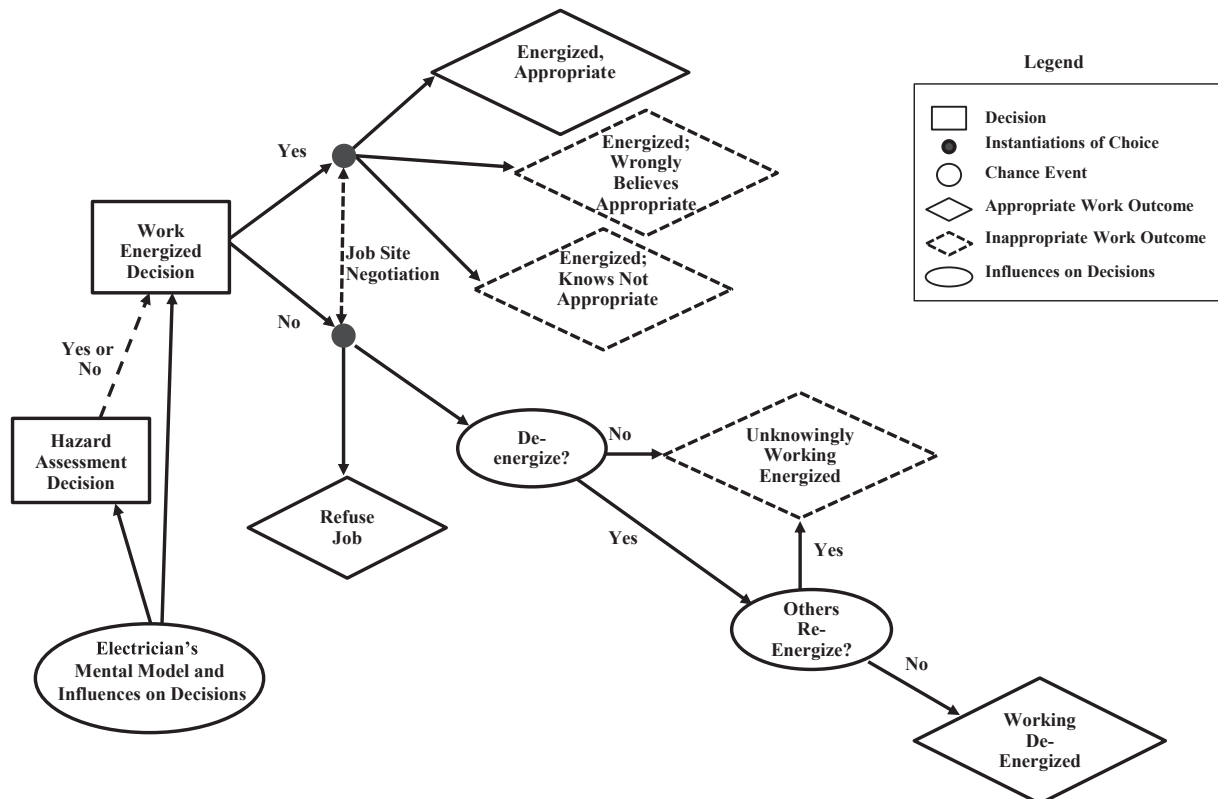 Energized,
Appropriate
Legend
Decision
Instantiations of Choice
Chance Event
Appropriate Work Outcome
Inappropriate Work Outcome
Influences on Decisions
Yes
Energized;
Wrongly
Believes
Appropriate
Work
Energized
Decision
Job Site
Negotiation
Energized;
Knows Not
Appropriate
No
Yes or
No
Hazard
Assessment
Decision
De-
energize?
No
Unknowingly
Working
Energized
Refuse
Job
Yes
Yes
Others
Re-
Energize?
Electrician's
Mental Model and
Influences on Decisions
No
Working
De-
Energized